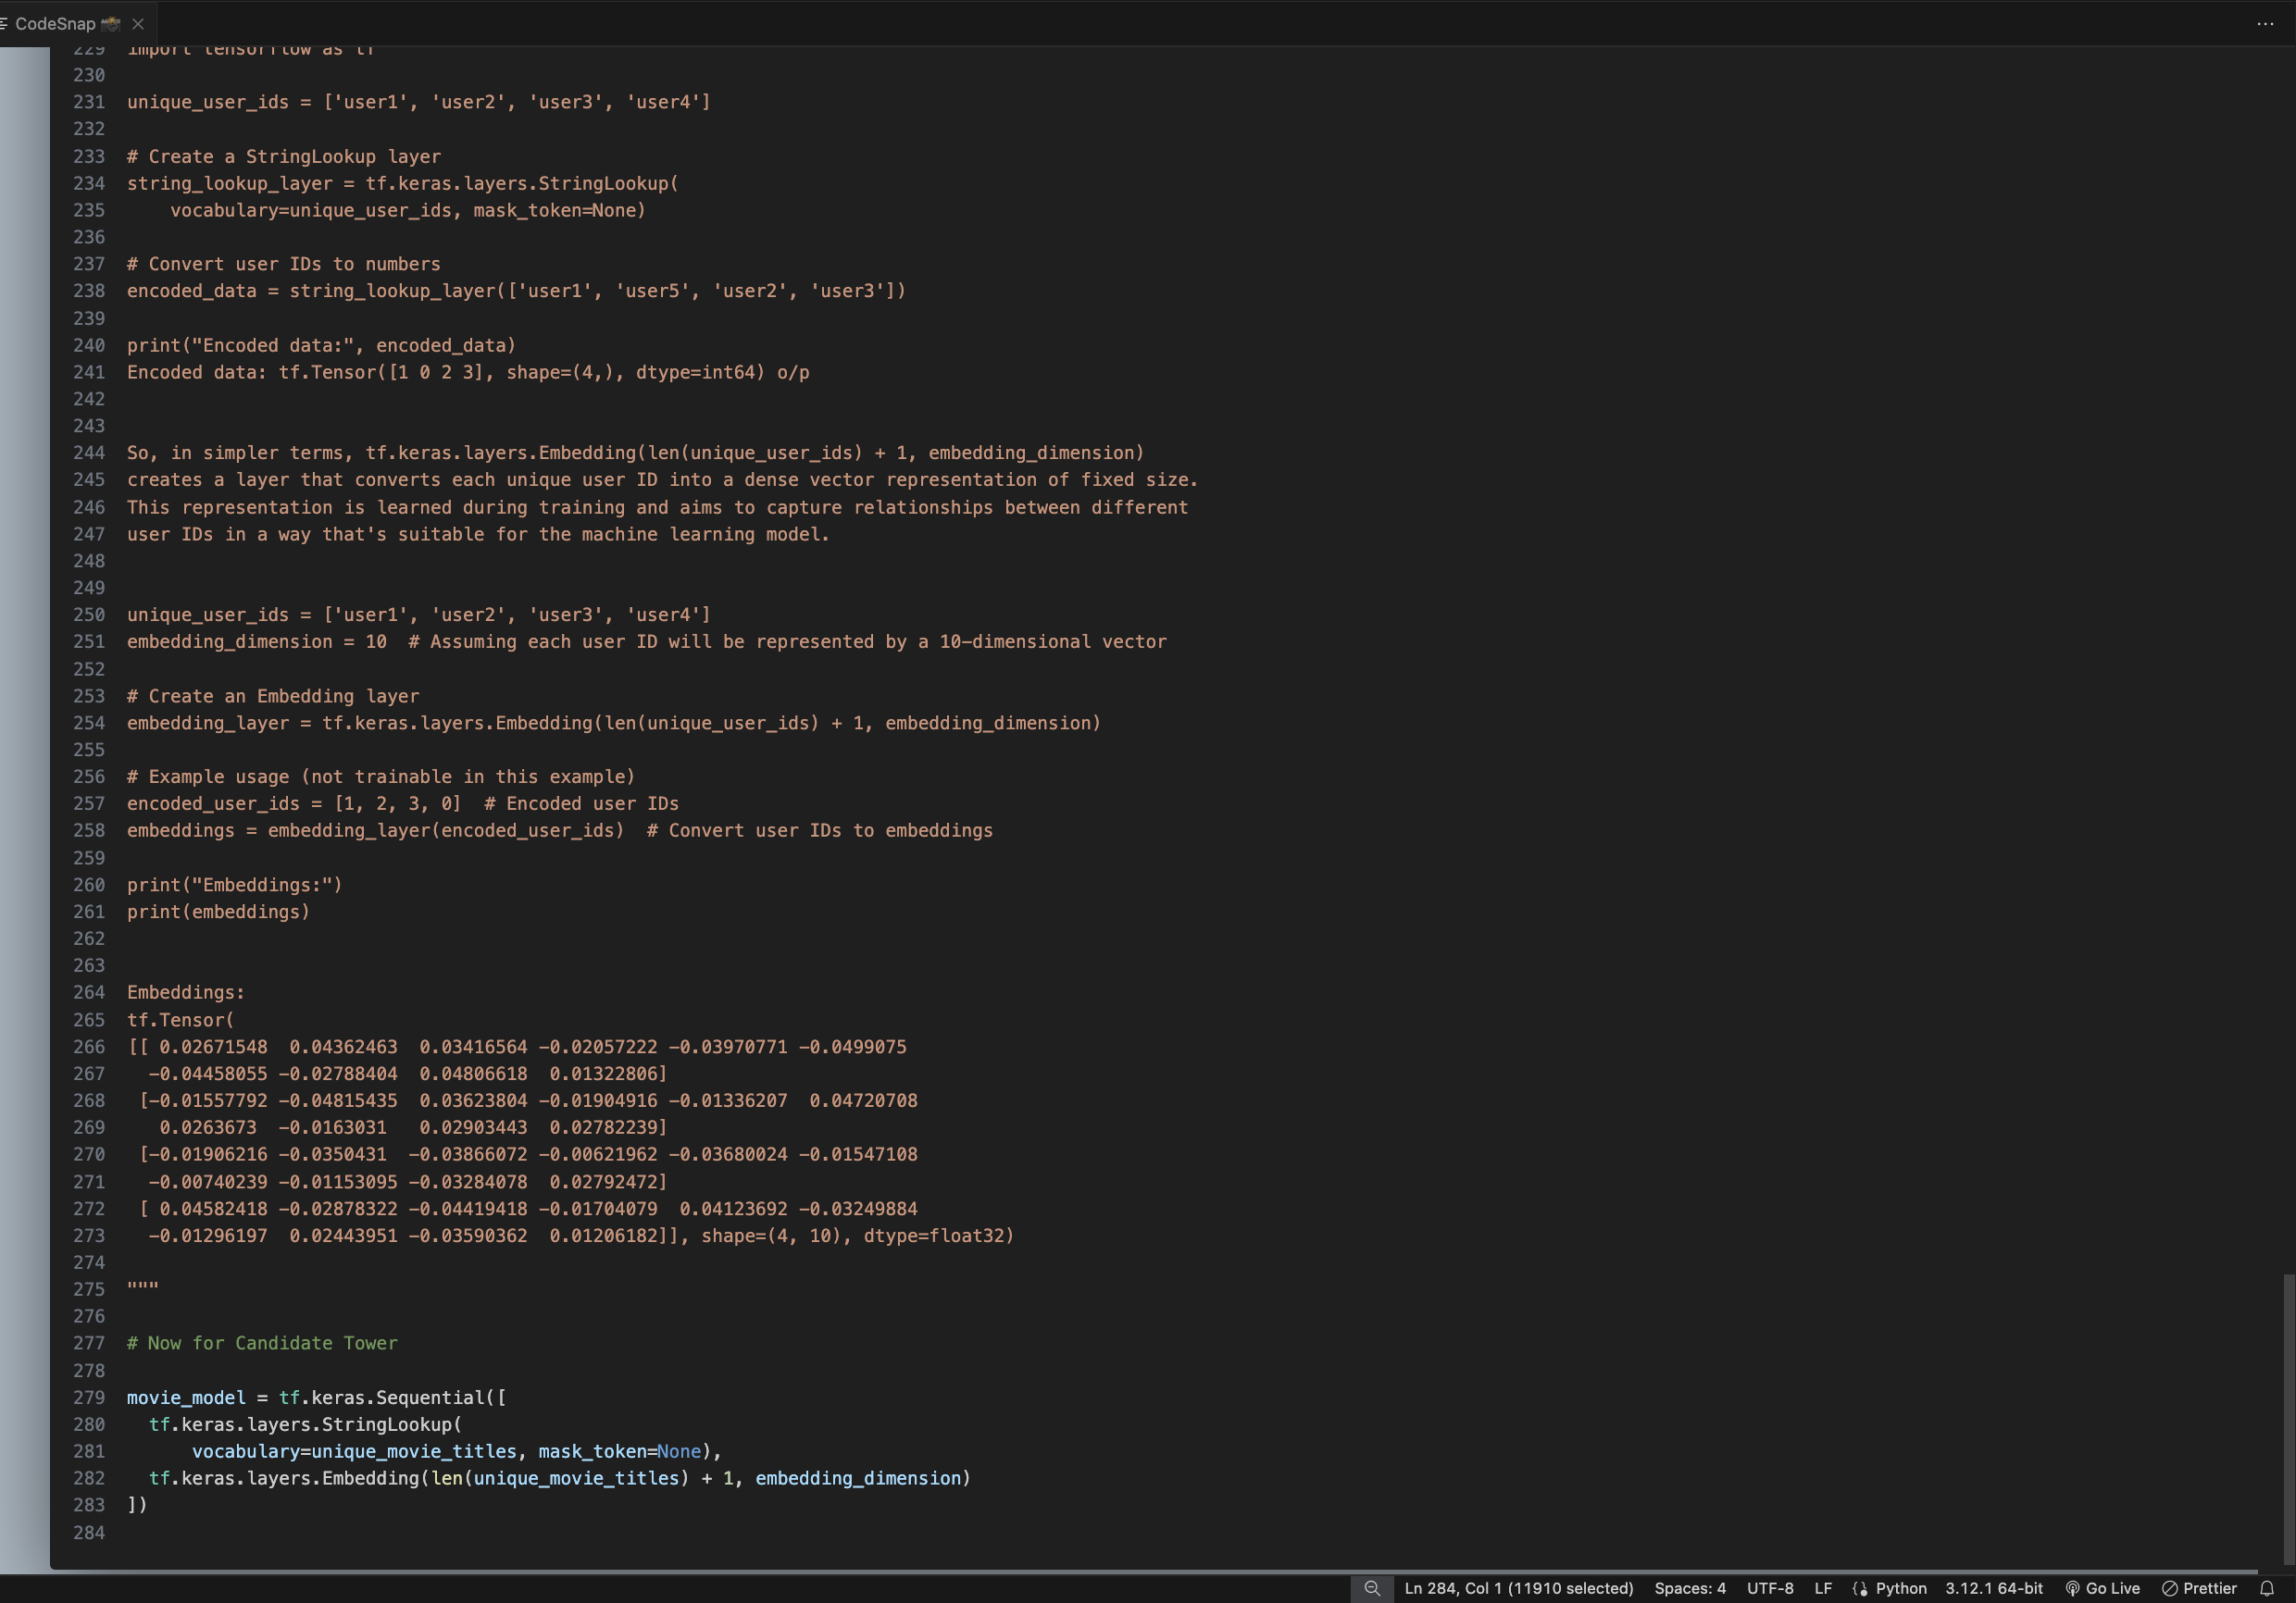 CodeSnap 📸 ×
...
229 import tensorflow as tf
230
231 unique_user_ids = ['user1', 'user2', 'user3', 'user4']
232
233 # Create a StringLookup layer
234 string_lookup_layer = tf.keras.layers.StringLookup(
235     vocabulary=unique_user_ids, mask_token=None)
236
237 # Convert user IDs to numbers
238 encoded_data = string_lookup_layer(['user1', 'user5', 'user2', 'user3'])
239
240 print("Encoded data:", encoded_data)
241 Encoded data: tf.Tensor([1 0 2 3], shape=(4,), dtype=int64) o/p
242
243
244 So, in simpler terms, tf.keras.layers.Embedding(len(unique_user_ids) + 1, embedding_dimension)
245 creates a layer that converts each unique user ID into a dense vector representation of fixed size.
246 This representation is learned during training and aims to capture relationships between different
247 user IDs in a way that's suitable for the machine learning model.
248
249
250 unique_user_ids = ['user1', 'user2', 'user3', 'user4']
251 embedding_dimension = 10  # Assuming each user ID will be represented by a 10-dimensional vector
252
253 # Create an Embedding layer
254 embedding_layer = tf.keras.layers.Embedding(len(unique_user_ids) + 1, embedding_dimension)
255
256 # Example usage (not trainable in this example)
257 encoded_user_ids = [1, 2, 3, 0]  # Encoded user IDs
258 embeddings = embedding_layer(encoded_user_ids)  # Convert user IDs to embeddings
259
260 print("Embeddings:")
261 print(embeddings)
262
263
264 Embeddings:
265 tf.Tensor(
266 [[ 0.02671548  0.04362463  0.03416564 -0.02057222 -0.03970771 -0.0499075
267   -0.04458055 -0.02788404  0.04806618  0.01322806]
268  [-0.01557792 -0.04815435  0.03623804 -0.01904916 -0.01336207  0.04720708
269    0.0263673  -0.0163031   0.02903443  0.02782239]
270  [-0.01906216 -0.0350431  -0.03866072 -0.00621962 -0.03680024 -0.01547108
271   -0.00740239 -0.01153095 -0.03284078  0.02792472]
272  [ 0.04582418 -0.02878322 -0.04419418 -0.01704079  0.04123692 -0.03249884
273   -0.01296197  0.02443951 -0.03590362  0.01206182]], shape=(4, 10), dtype=float32)
274
275 """
276
277 # Now for Candidate Tower
278
279 movie_model = tf.keras.Sequential([
280   tf.keras.layers.StringLookup(
281       vocabulary=unique_movie_titles, mask_token=None),
282   tf.keras.layers.Embedding(len(unique_movie_titles) + 1, embedding_dimension)
283 ])
284
Ln 284, Col 1 (11910 selected) Spaces: 4 UTF-8 LF Python 3.12.1 64-bit Go Live Prettier